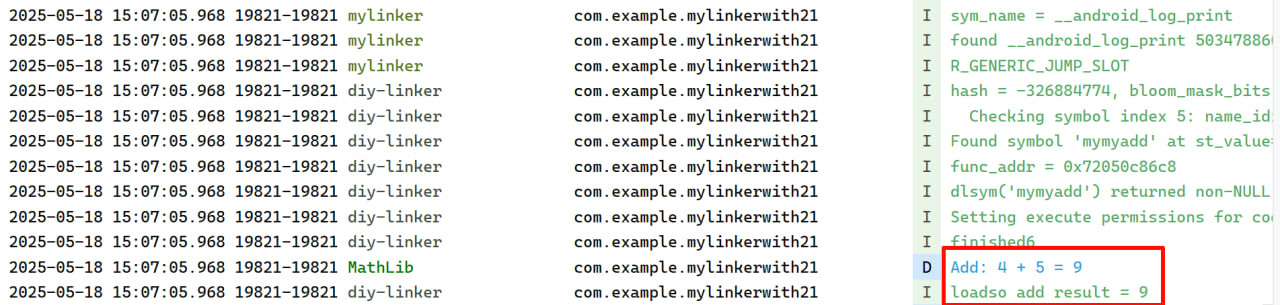 2025-05-18 15:07:05.968 19821-19821 mylinker com.example.mylinkerwith21 I sym_name = __android_log_print
2025-05-18 15:07:05.968 19821-19821 mylinker com.example.mylinkerwith21 I found __android_log_print 503478860
2025-05-18 15:07:05.968 19821-19821 mylinker com.example.mylinkerwith21 I R_GENERIC_JUMP_SLOT
2025-05-18 15:07:05.968 19821-19821 diy-linker com.example.mylinkerwith21 I hash = -326884774, bloom_mask_bits
2025-05-18 15:07:05.968 19821-19821 diy-linker com.example.mylinkerwith21 I Checking symbol index 5: name_id
2025-05-18 15:07:05.968 19821-19821 diy-linker com.example.mylinkerwith21 I Found symbol 'mymyadd' at st_value=
2025-05-18 15:07:05.968 19821-19821 diy-linker com.example.mylinkerwith21 I func_addr = 0x72050c86c8
2025-05-18 15:07:05.968 19821-19821 diy-linker com.example.mylinkerwith21 I dlsym('mymyadd') returned non-NULL
2025-05-18 15:07:05.968 19821-19821 diy-linker com.example.mylinkerwith21 I Setting execute permissions for co
2025-05-18 15:07:05.968 19821-19821 diy-linker com.example.mylinkerwith21 I finished6
2025-05-18 15:07:05.968 19821-19821 MathLib com.example.mylinkerwith21 D Add: 4 + 5 = 9
2025-05-18 15:07:05.968 19821-19821 diy-linker com.example.mylinkerwith21 I loadso add result = 9